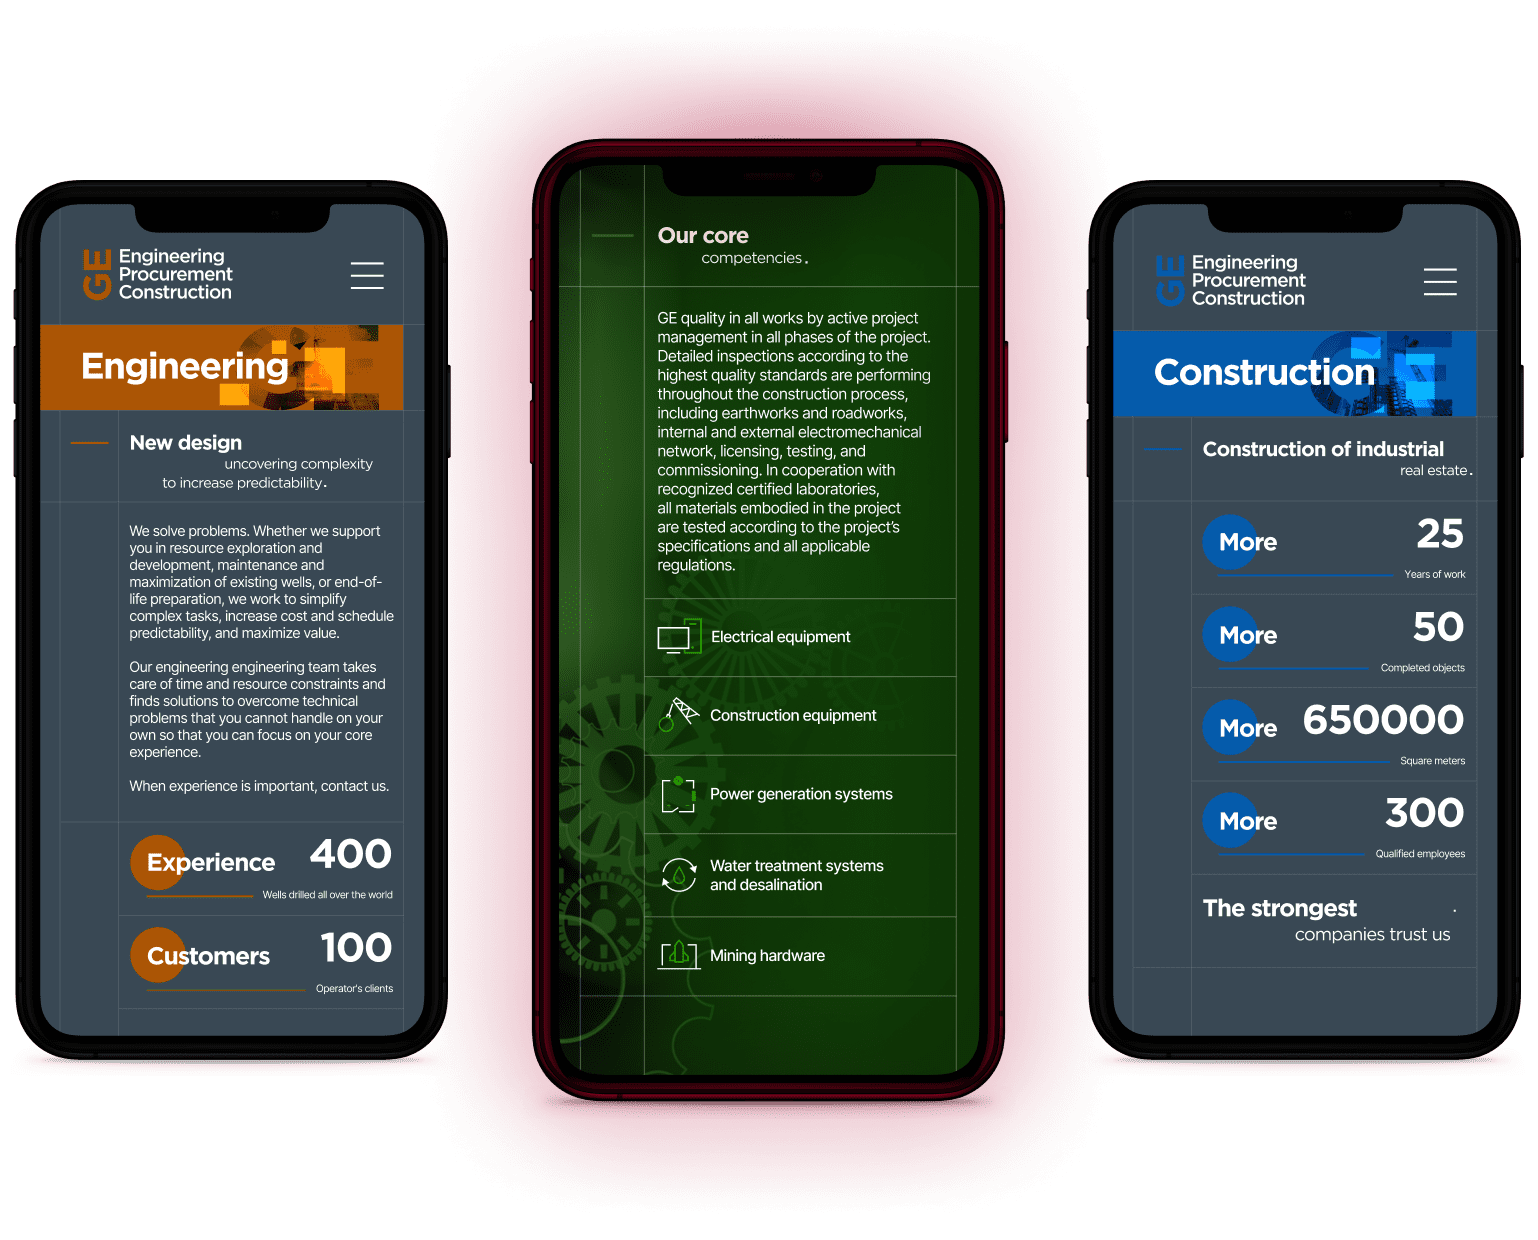 GE
Engineering
Procurement
Construction
Engineering
New design
uncovering complexity
to increase predictability.
We solve problems. Whether we support
you in resource exploration and
development, maintenance and
maximization of existing wells, or end-of-
life preparation, we work to simplify
complex tasks, increase cost and schedule
predictability, and maximize value.
Our engineering engineering team takes
care of time and resource constraints and
finds solutions to overcome technical
problems that you cannot handle on your
own so that you can focus on your core
experience.
When experience is important, contact us.
Experience 400
Wells drilled all over the world
Customers 100
Operator's clients
Our core
competencies.
GE quality in all works by active project
management in all phases of the project.
Detailed inspections according to the
highest quality standards are performing
throughout the construction process,
including earthworks and roadworks,
internal and external electromechanical
network, licensing, testing, and
commissioning. In cooperation with
recognized certified laboratories,
all materials embodied in the project
are tested according to the project's
specifications and all applicable
regulations.
Electrical equipment
Construction equipment
Power generation systems
Water treatment systems
and desalination
Mining hardware
GE
Engineering
Procurement
Construction
Construction
Construction of industrial
real estate.
More 25
Years of work
More 50
Completed objects
More 650000
Square meters
More 300
Qualified employees
The strongest
companies trust us